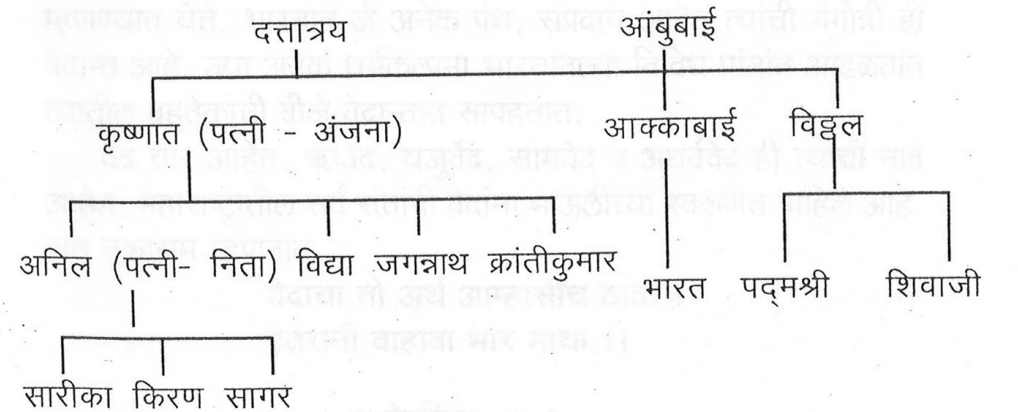 दत्तात्रय आंबुबाई
कृष्णात (पत्नी - अंजना) आक्काबाई विठ्ठल
अनिल (पत्नी- निता) विद्या जगन्नाथ क्रांतीकुमार
भारत पद्मश्री शिवाजी
सारीका किरण सागर